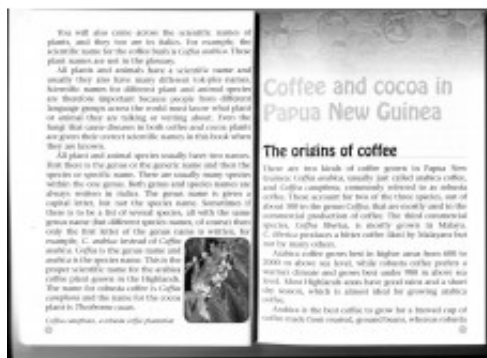 You will also come across the scientific names of
plants, and they too are in italics. For example, the
scientific name for the coffee bush is Coffea arabica. These
plant names are not in the glossary.
All plants and animals have a scientific name and
usually they also have many different tok-ples names.
Scientific names for different plant and animal species
are therefore important because people from different
language groups across the world must know what plant
or animal they are talking or writing about. Even the
fungi that cause diseases in both coffee and cocoa plants
are given their correct scientific names in this book when
they are known.
All plant and animal species usually have two names.
First there is the genus or the generic name and then the
species or specific name. There are usually many species
within the one genus. Both genus and species names are
always written in italics. The genus name is given a
capital letter, but not the species name. Sometimes if
there is to be a list of several species, all with the same
genus name (but different species names, of course) then
only the first letter of the genus name is written, for
example, C. arabica instead of Coffea
arabica. Coffea is the genus name and
arabica is the species name. This is the
proper scientific name for the arabica
coffee plant grown in the Highlands.
The name for robusta coffee is Coffea
canephora and the name for the cocoa
plant is Theobroma cacao.
Coffea canephora, a robusta coffee
Coffee and cocoa in
Papua New Guinea
The origins of coffee
There are two kinds of coffee grown in Papua New
Guinea: Coffea arabica, usually just called arabica coffee,
and Coffea canephora, commonly referred to as robusta
coffee. These account for two of the three species, out of
about 100 in the genus Coffea, that are mostly used in the
commercial production of coffee. The third commercial
species, Coffea liberica, is mostly grown in Malaya.
C. liberica produces a bitter coffee liked by Malayans but
not by many others.
Arabica coffee grows best in higher areas from 600 to
2000 m above sea level, while robusta coffee prefers a
warmer climate and grows best under 900 m above sea
level. Most Highlands areas have good rains and a short
dry season, which is almost ideal for growing arabica
coffee.
Arabica is the best coffee to grow for a brewed cup of
coffee made from roasted, ground beans, whereas robusta